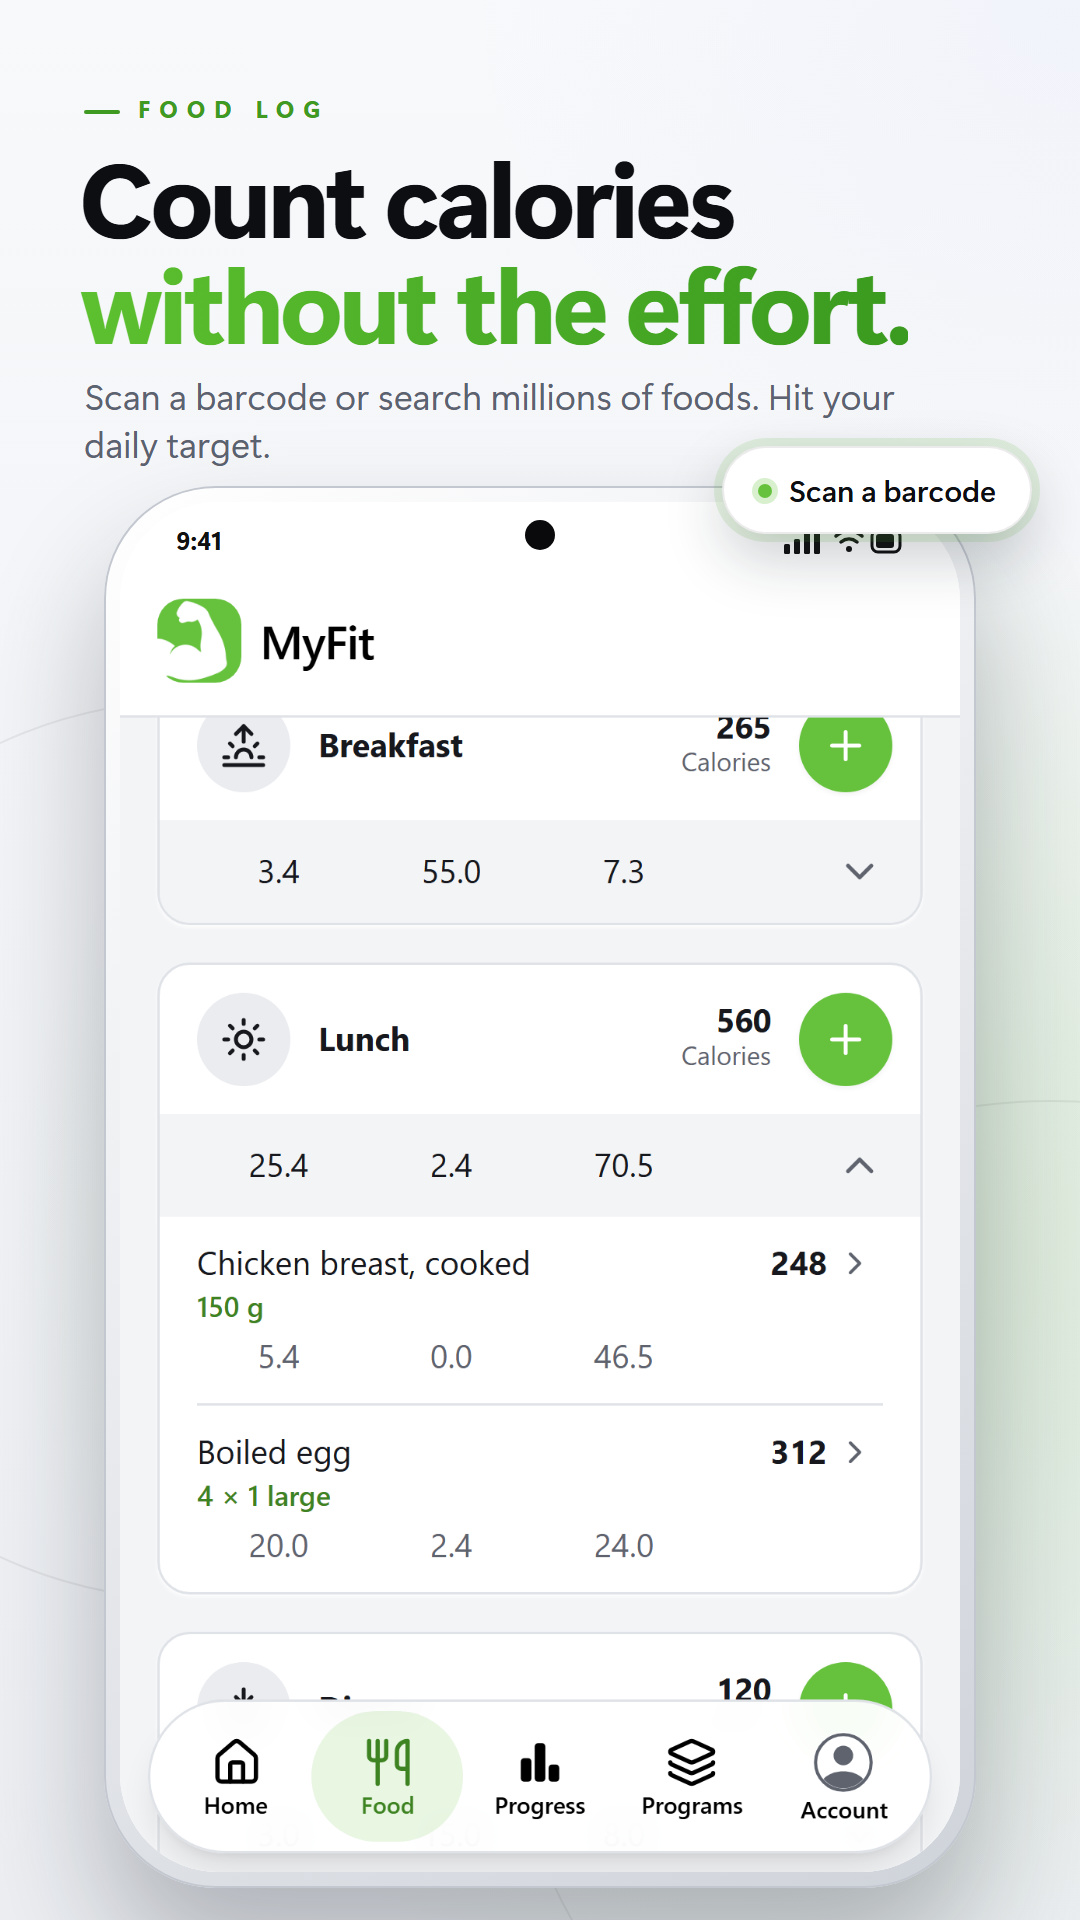 FOOD LOG
Count calories
without the effort.
Scan a barcode or search millions of foods. Hit your
daily target.
Scan a barcode
9:41
MyFit
Breakfast
265
Calories
3.4 55.0 7.3
Lunch
560
Calories
25.4 2.4 70.5
Chicken breast, cooked 248
150 g
5.4 0.0 46.5
Boiled egg 312
4 × 1 large
20.0 2.4 24.0
120
Home Food Progress Programs Account